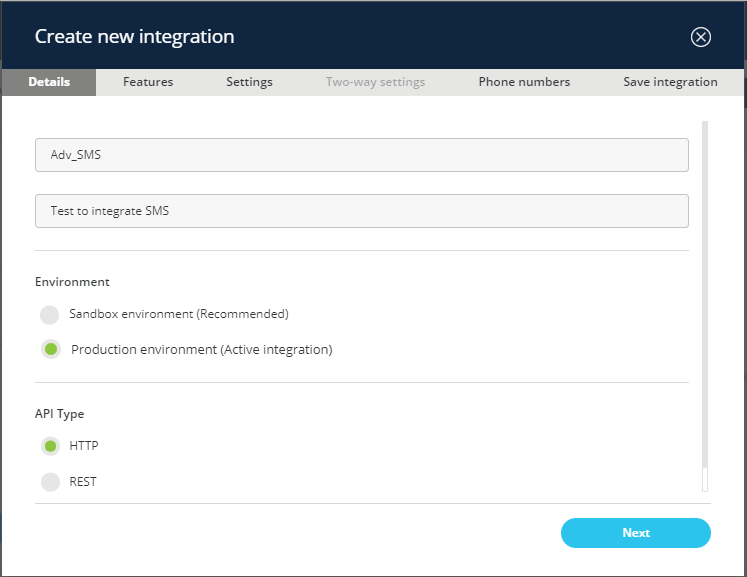 Create new integration
Details Features Settings Two-way settings Phone numbers Save integration
Adv_SMS
Test to integrate SMS
Environment
Sandbox environment (Recommended)
Production environment (Active integration)
API Type
HTTP
REST
Next